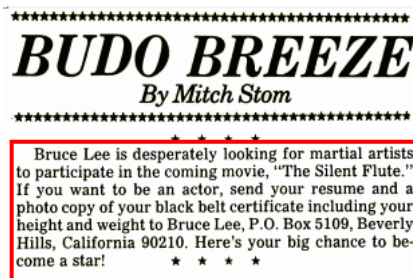 BUDO BREEZE
By Mitch Stom
Bruce Lee is desperately looking for martial artists
to participate in the coming movie, "The Silent Flute."
If you want to be an actor, send your resume and a
photo copy of your black belt certificate including your
height and weight to Bruce Lee, P.O. Box 5109, Beverly
Hills, California 90210. Here's your big chance to be-
come a star!